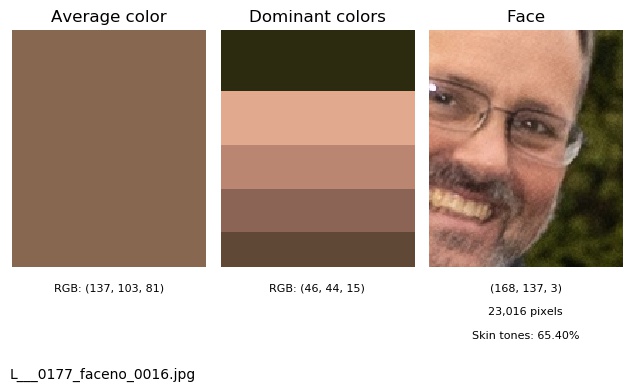 Average color
Dominant colors
Face
RGB: (137, 103, 81)
RGB: (46, 44, 15)
(168, 137, 3)
23,016 pixels
Skin tones: 65.40%
L___0177_faceno_0016.jpg